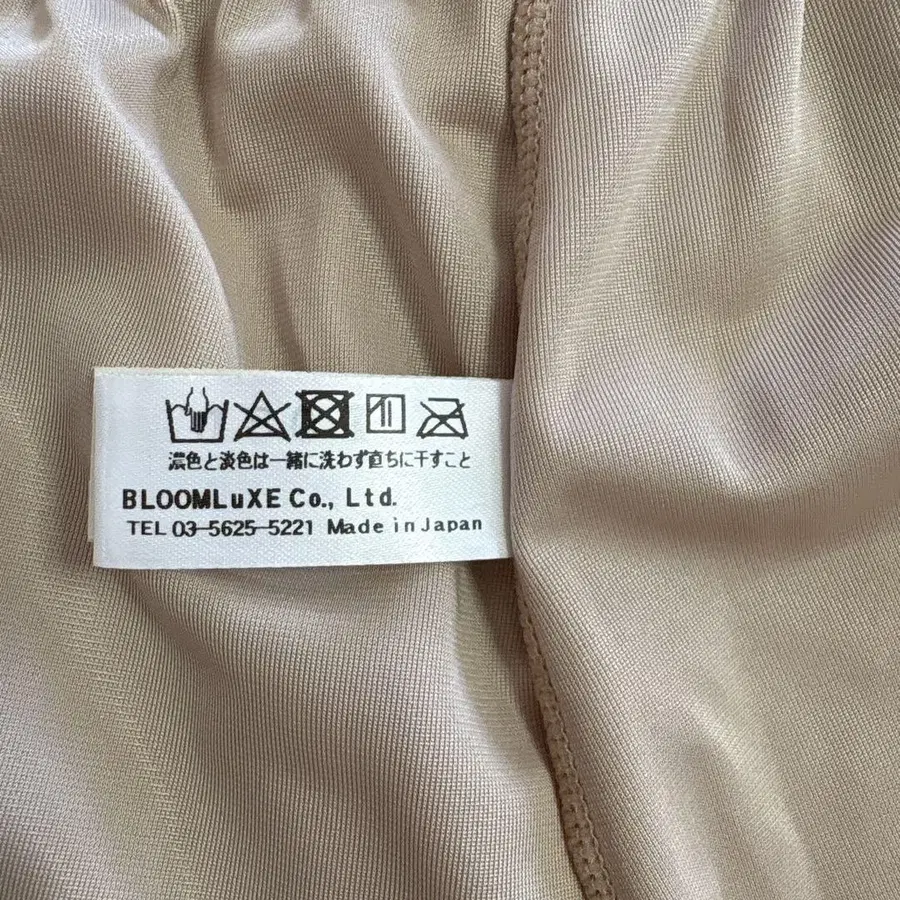 濃色と淡色は一緒に洗わず直ちに干すこと
BLOOMLuXE Co., Ltd.
TEL 03-5625-5221 Made in Japan